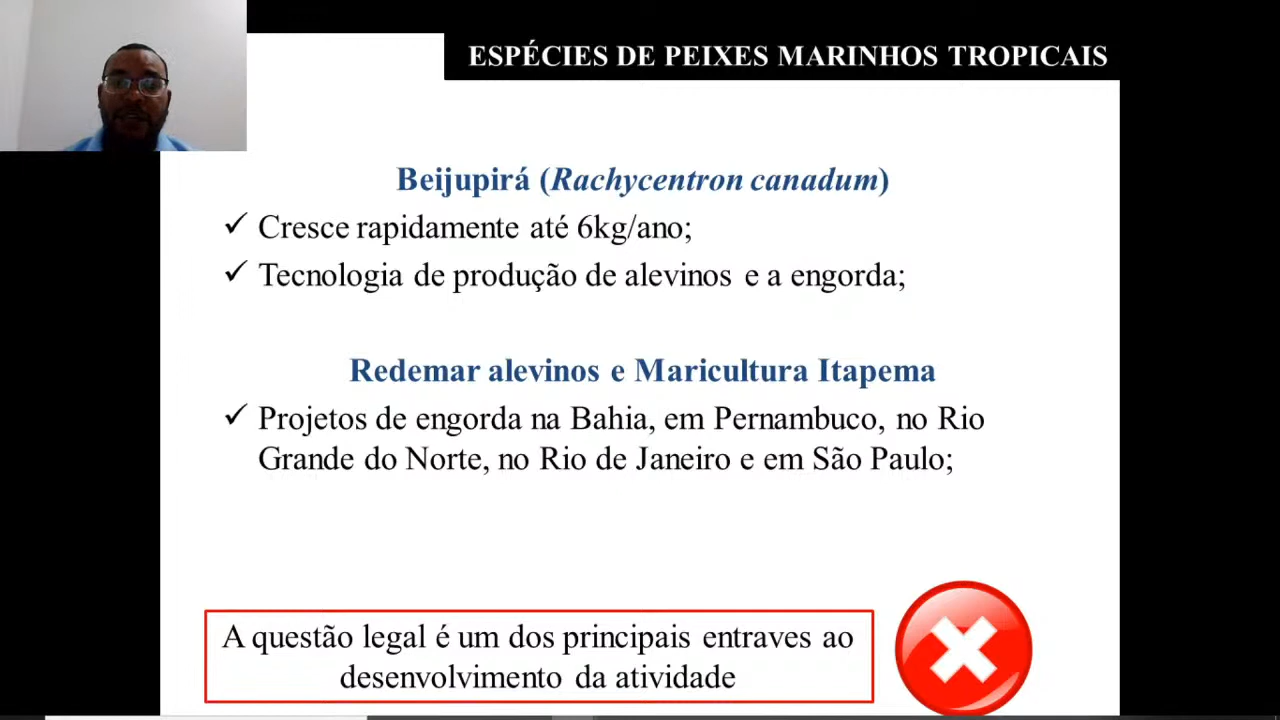 ESPÉCIES DE PEIXES MARINHOS TROPICAIS
Beijupirá (Rachycentron canadum)
✓ Cresce rapidamente até 6kg/ano;
✓ Tecnologia de produção de alevinos e a engorda;
Redemar alevinos e Maricultura Itapema
✓ Projetos de engorda na Bahia, em Pernambuco, no Rio
Grande do Norte, no Rio de Janeiro e em São Paulo;
A questão legal é um dos principais entraves ao
desenvolvimento da atividade